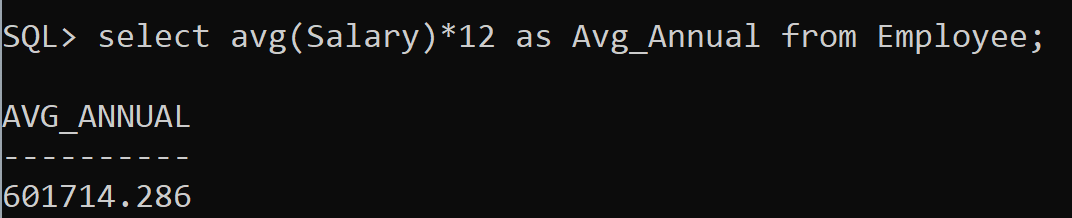 SQL> select avg(Salary)*12 as Avg_Annual from Employee;
AVG_ANNUAL
----------
601714.286